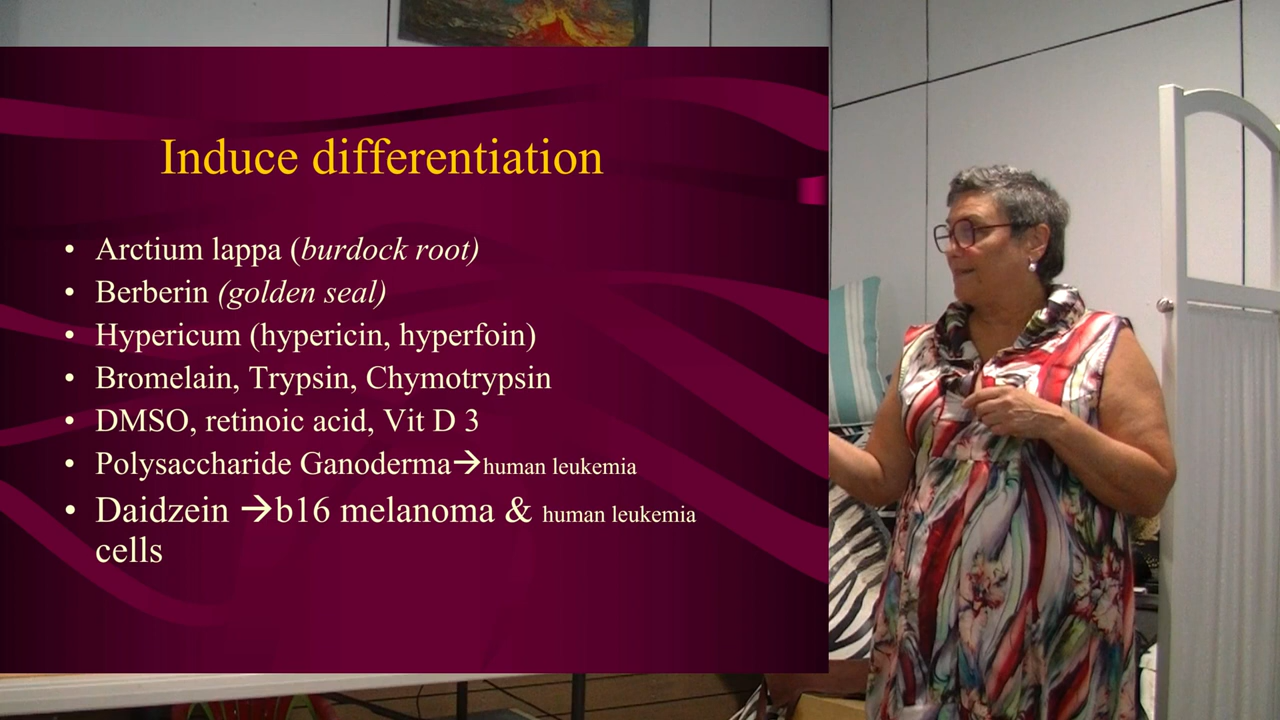 Induce differentiation
• Arctium lappa (burdock root)
• Berberin (golden seal)
• Hypericum (hypericin, hyperfoin)
• Bromelain, Trypsin, Chymotrypsin
• DMSO, retinoic acid, Vit D 3
• Polysaccharide Ganoderma→human leukemia
• Daidzein →b16 melanoma & human leukemia
cells